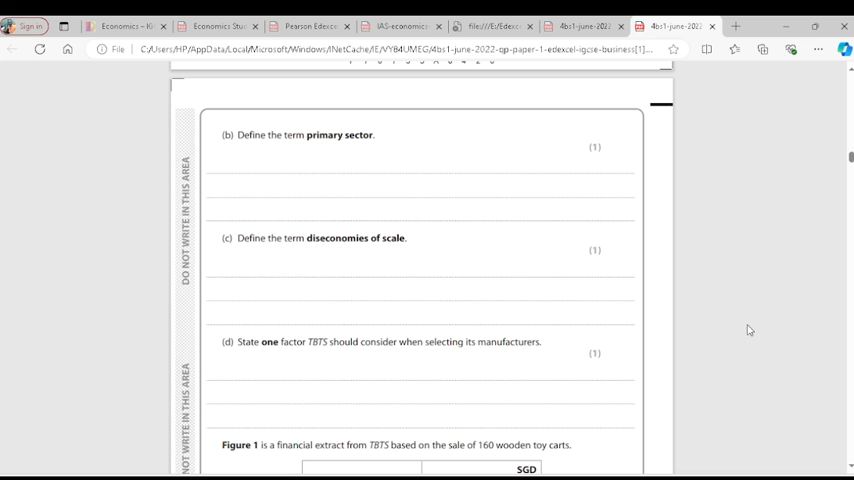 Sign in
Economics – Ki
Economics Stud
Pearson Edexcel
IAS-economics-
file:///E:/Edexc
4bs1-june-2022
4bs1-june-2022
File
C:/Users/HP/AppData/Local/Microsoft/Windows/INetCache/IE/VY84UMEG/4bs1-june-2022-qp-paper-1-edexcel-igcse-business[1]....
(b) Define the term primary sector.
(1)
(c) Define the term diseconomies of scale.
(1)
(d) State one factor TBTS should consider when selecting its manufacturers.
(1)
Figure 1 is a financial extract from TBTS based on the sale of 160 wooden toy carts.
SGD
DO NOT WRITE IN THIS AREA
NOT WRITE IN THIS AREA